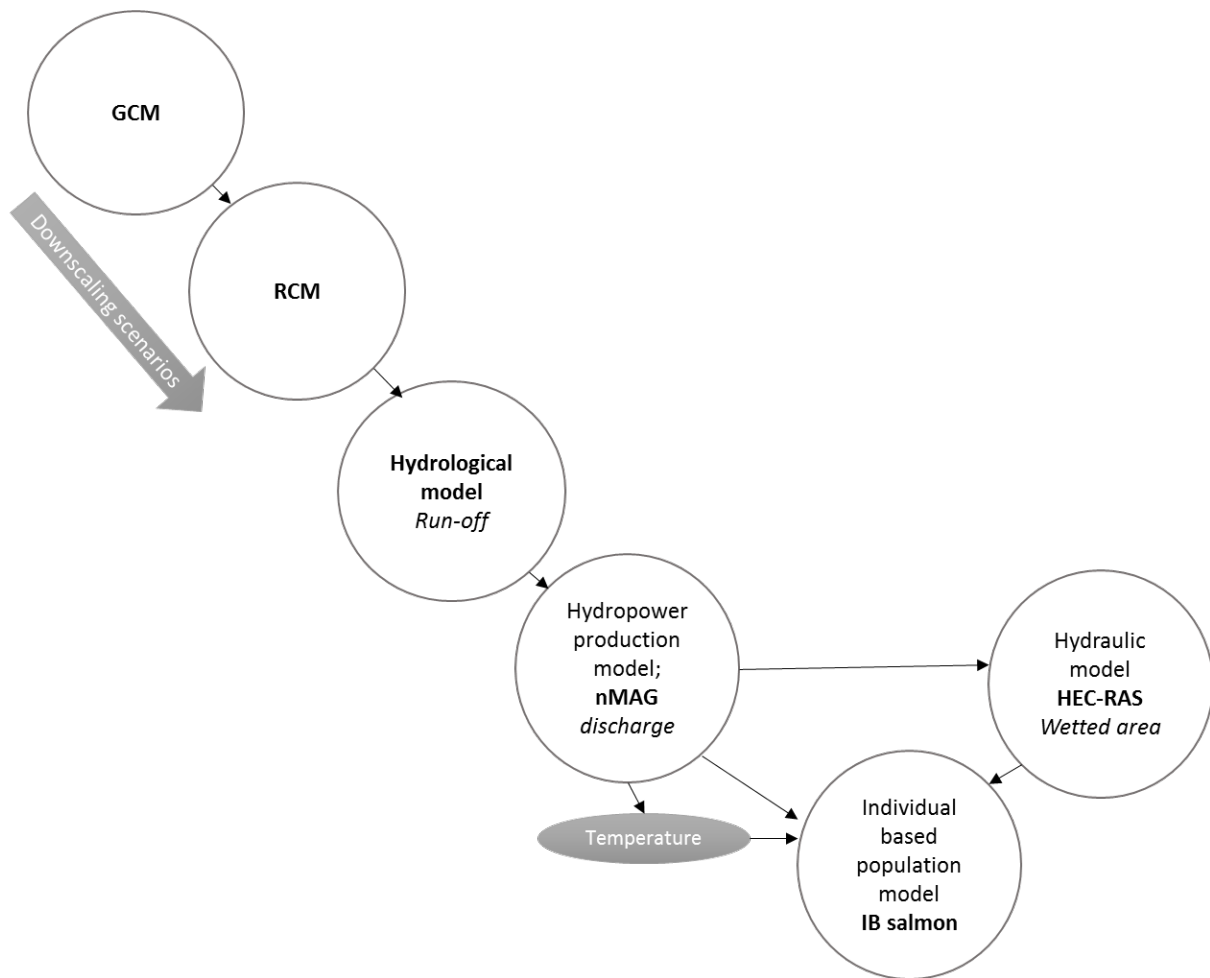 GCM
Downscaling scenarios
RCM
Hydrological
model
Run-off
Hydropower
production
model;
nMAG
discharge
Hydraulic
model
HEC-RAS
Wetted area
Temperature
Individual
based
population
model
IB salmon